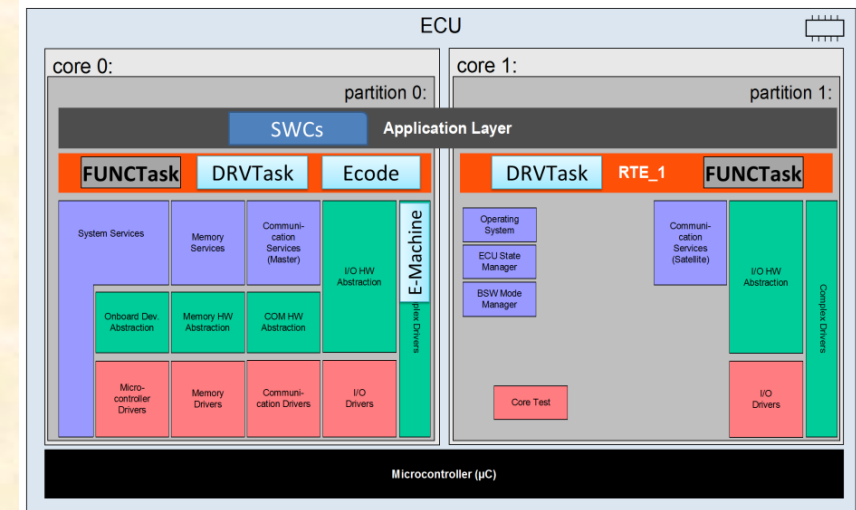 ECU
core 0:
partition 0:
SWCs
Application Layer
FUNCTask
DRVTask
Ecode
System Services
Memory
Services
Communi-
cation
Services
(Master)
I/O HW
Abstraction
E-Machine
plex Drivers
Onboard Dev.
Abstraction
Memory HW
Abstraction
COM HW
Abstraction
Micro-
controller
Drivers
Memory
Drivers
Communi-
cation Drivers
I/O
Drivers
core 1:
partition 1:
DRVTask
RTE_1
FUNCTask
Operating
System
ECU State
Manager
BSW Mode
Manager
Communi-
cation
Services
(Satellite)
I/O HW
Abstraction
Complex Drivers
Core Test
I/O
Drivers
Microcontroller (µC)